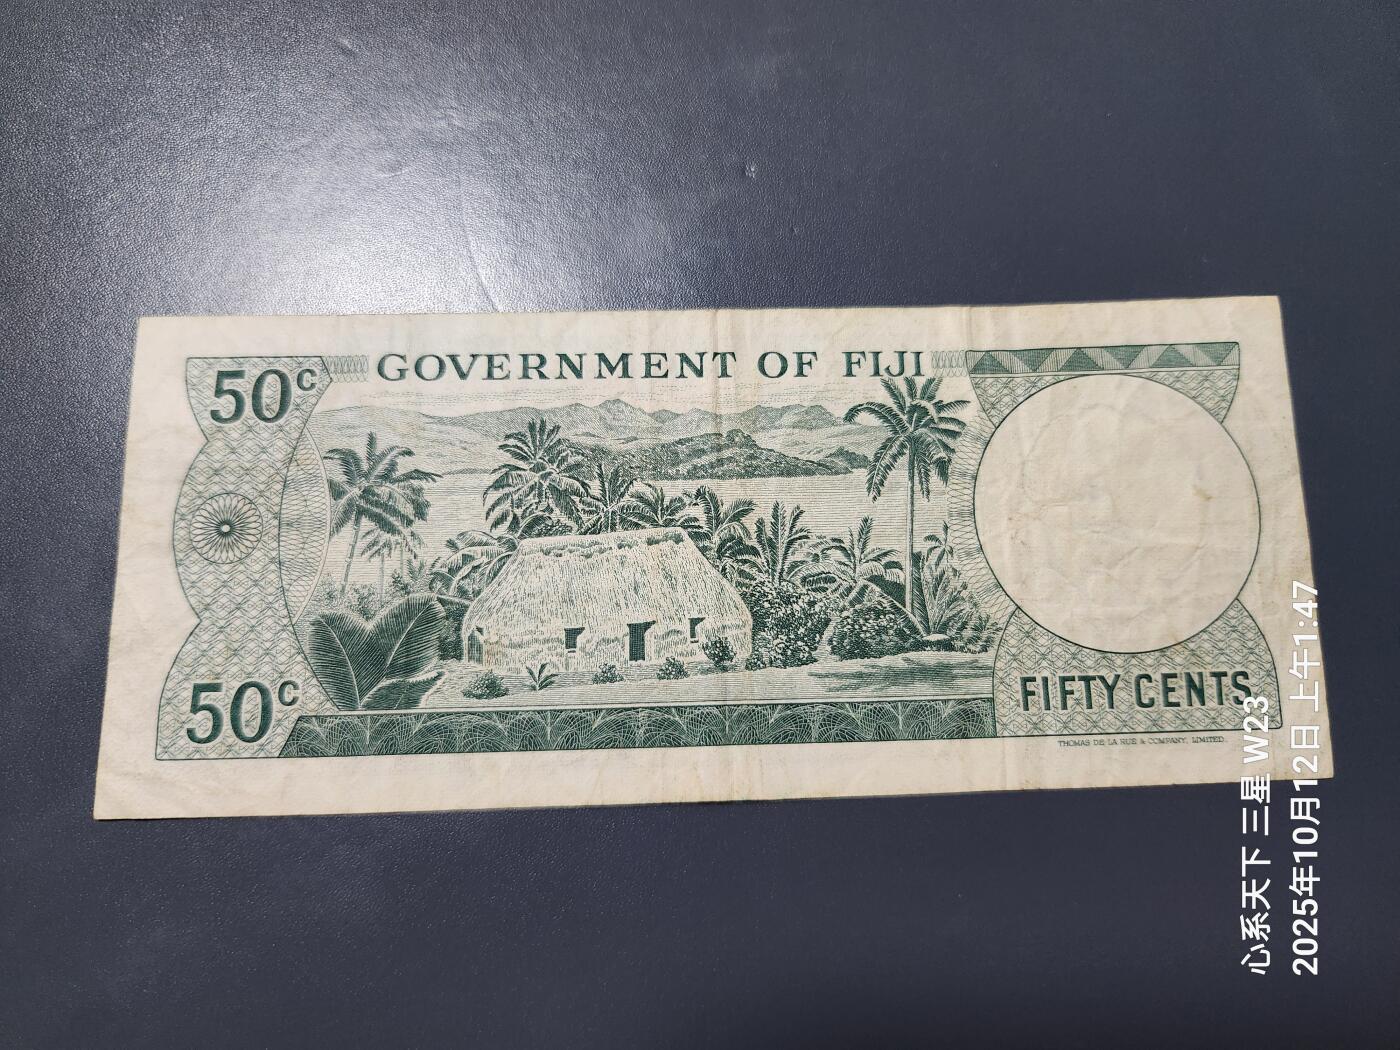 50c
GOVERNMENT OF FIJI
50c
FIFTY CENTS
THOMAS DE LA RUE & COMPANY, LIMITED.
心系天下 三星 W23
2025年10月12日 上午1:47